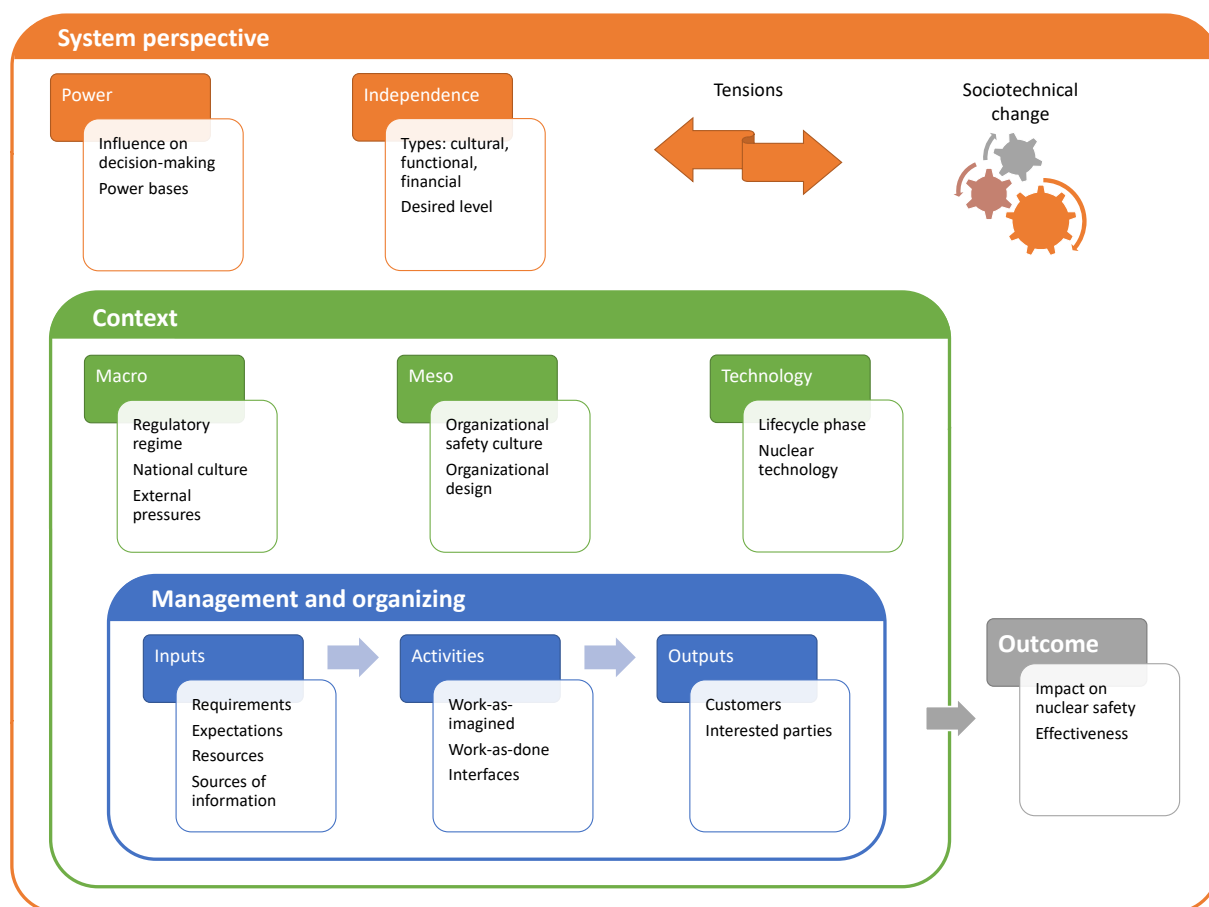 System perspective
Power
Influence on
decision-making
Power bases
Independence
Types: cultural,
functional,
financial
Desired level
Tensions
Sociotechnical
change
Context
Macro
Regulatory
regime
National culture
External
pressures
Meso
Organizational
safety culture
Organizational
design
Technology
Lifecycle phase
Nuclear
technology
Management and organizing
Inputs
Requirements
Expectations
Resources
Sources of
information
Activities
Work-as-
imagined
Work-as-done
Interfaces
Outputs
Customers
Interested parties
Outcome
Impact on
nuclear safety
Effectiveness